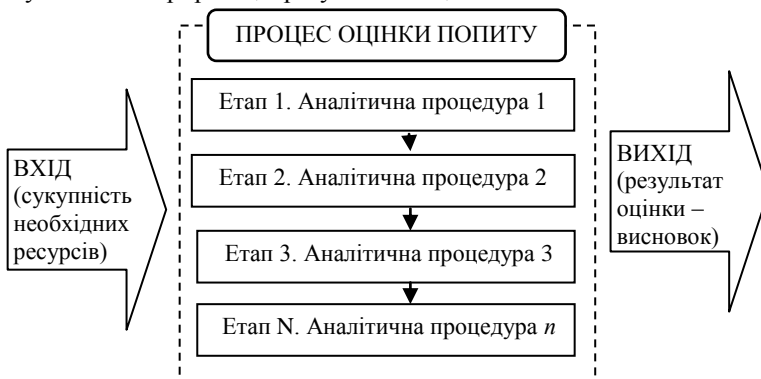 ПРОЦЕС ОЦІНКИ ПОПИТУ
Етап 1. Аналітична процедура 1
Етап 2. Аналітична процедура 2
Етап 3. Аналітична процедура 3
Етап N. Аналітична процедура n
ВХІД
(сукупність
необхідних
ресурсів)
ВИХІД
(результат
оцінки –
висновок)